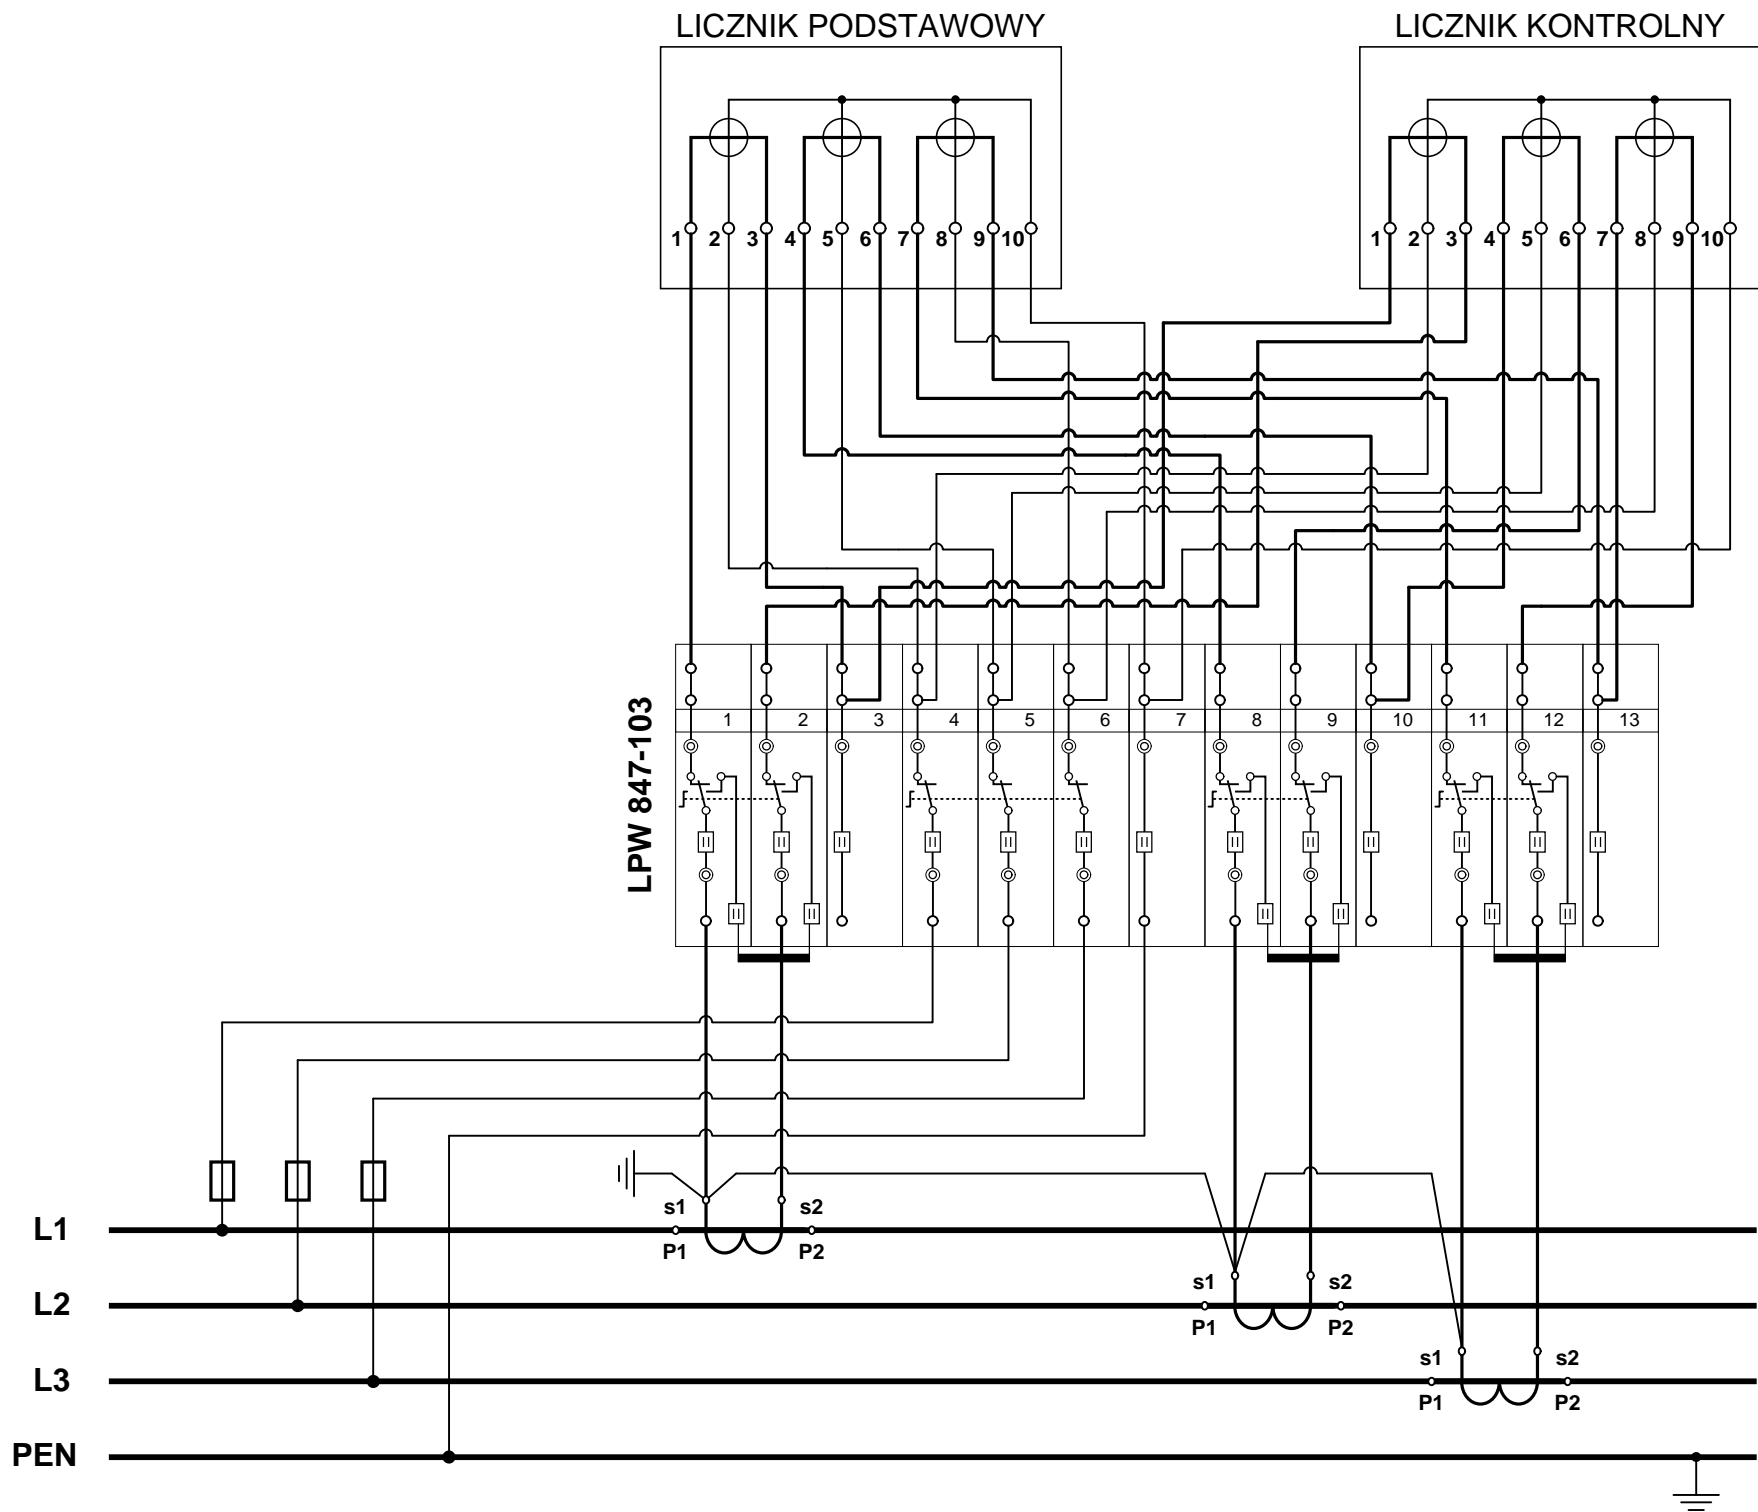 LICZNIK PODSTAWOWY
LICZNIK KONTROLNY
1 2 3 4 5 6 7 8 9 10
1 2 3 4 5 6 7 8 9 10
LPW 847-103
1 2 3 4 5 6 7 8 9 10 11 12 13
s1 s2
L1
P1 P2
s1 s2
L2
P1 P2
s1 s2
L3
P1 P2
PEN